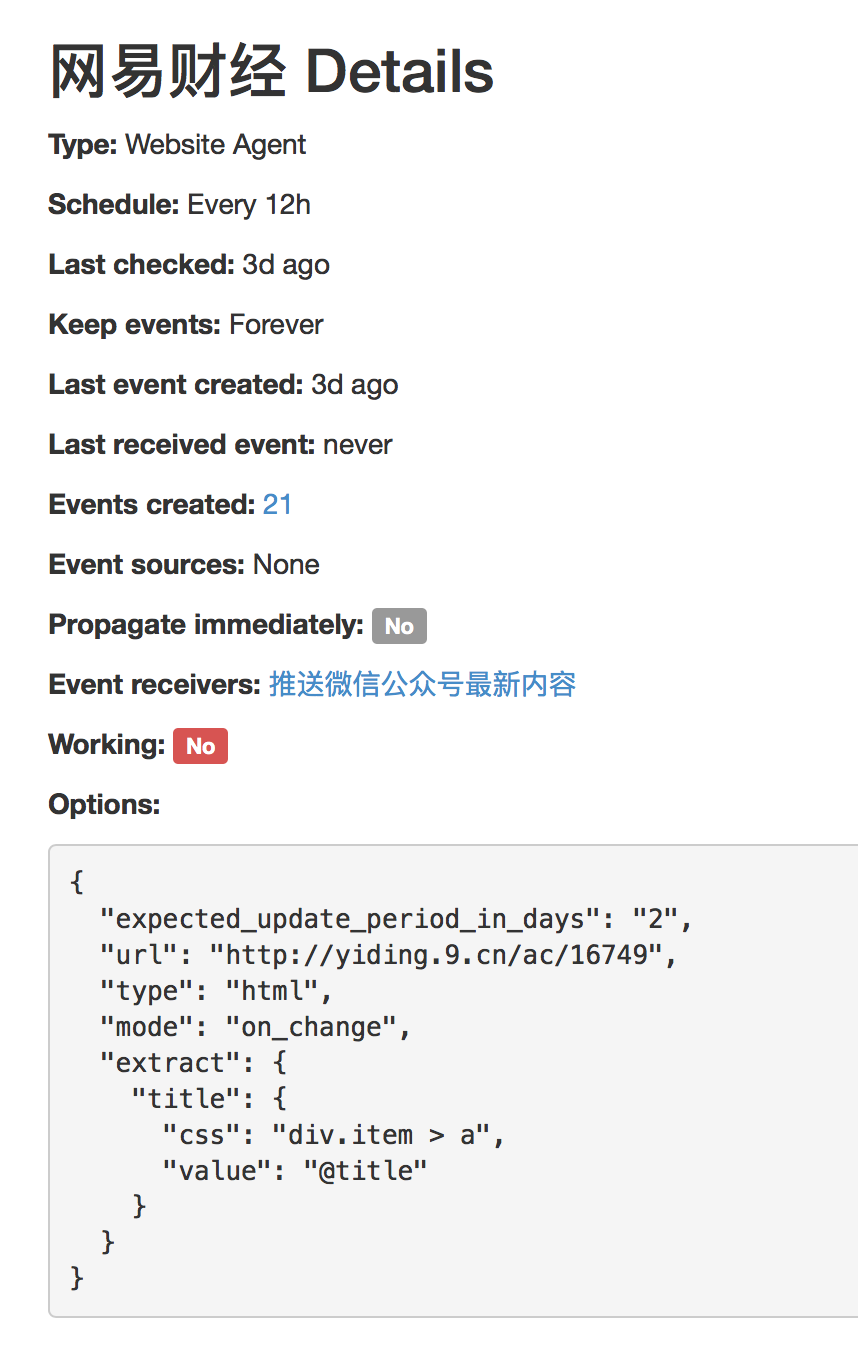 网易财经 Details
Type: Website Agent
Schedule: Every 12h
Last checked: 3d ago
Keep events: Forever
Last event created: 3d ago
Last received event: never
Events created: 21
Event sources: None
Propagate immediately: No
Event receivers: 推送微信公众号最新内容
Working: No
Options:
{
  "expected_update_period_in_days": "2",
  "url": "http://yiding.9.cn/ac/16749",
  "type": "html",
  "mode": "on_change",
  "extract": {
    "title": {
      "css": "div.item > a",
      "value": "@title"
    }
  }
}